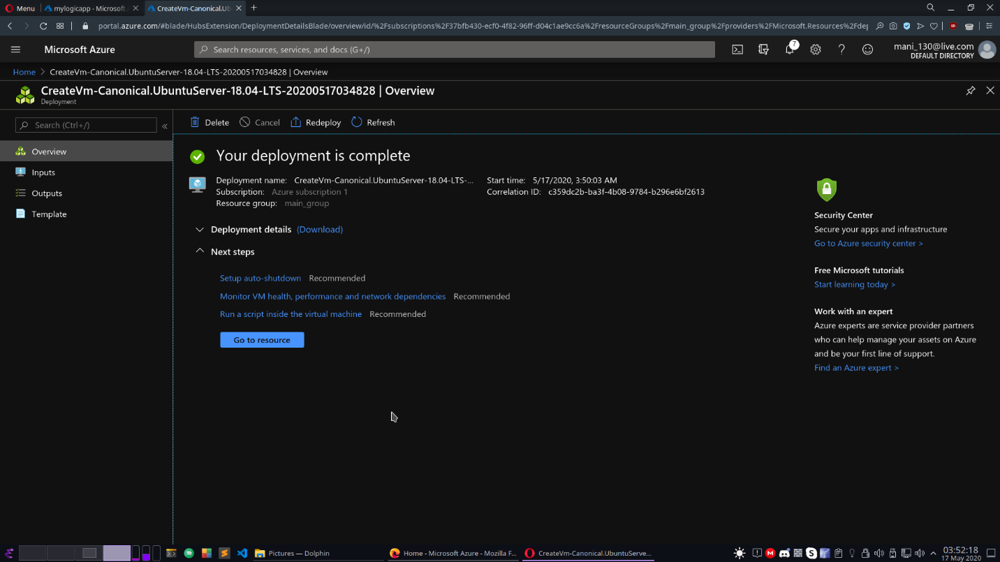 Menu
mylogicapp - Microsoft A
CreateVm-Canonical.Ub
portal.azure.com/#blade/HubsExtension/DeploymentDetailsBlade/overview/id/%2Fsubscriptions%2F37bfb430-ecf0-4f82-96ff-d04c1ae9cc6a%2FresourceGroups%2Fmain_group%2Fproviders%2FMicrosoft.Resources%2Fdep
Microsoft Azure
Search resources, services, and docs (G+/)
7
mani_130@live.com
DEFAULT DIRECTORY
Home > CreateVm-Canonical.UbuntuServer-18.04-LTS-20200517034828 | Overview
CreateVm-Canonical.UbuntuServer-18.04-LTS-20200517034828 | Overview
Deployment
Search (Ctrl+/)
«
Delete Cancel Redeploy Refresh
Overview
Inputs
Outputs
Template
Your deployment is complete
Deployment name: CreateVm-Canonical.UbuntuServer-18.04-LTS-...
Subscription: Azure subscription 1
Resource group: main_group
Start time: 5/17/2020, 3:50:03 AM
Correlation ID: c359dc2b-ba3f-4b08-9784-b296e6bf2613
Deployment details (Download)
Next steps
Setup auto-shutdown Recommended
Monitor VM health, performance and network dependencies Recommended
Run a script inside the virtual machine Recommended
Go to resource
Security Center
Secure your apps and infrastructure
Go to Azure security center >
Free Microsoft tutorials
Start learning today >
Work with an expert
Azure experts are service provider partners
who can help manage your assets on Azure
and be your first line of support.
Find an Azure expert >
Pictures — Dolphin
Home - Microsoft Azure - Mozilla F...
CreateVm-Canonical.UbuntuServe...
03:52:18
17 May 2020